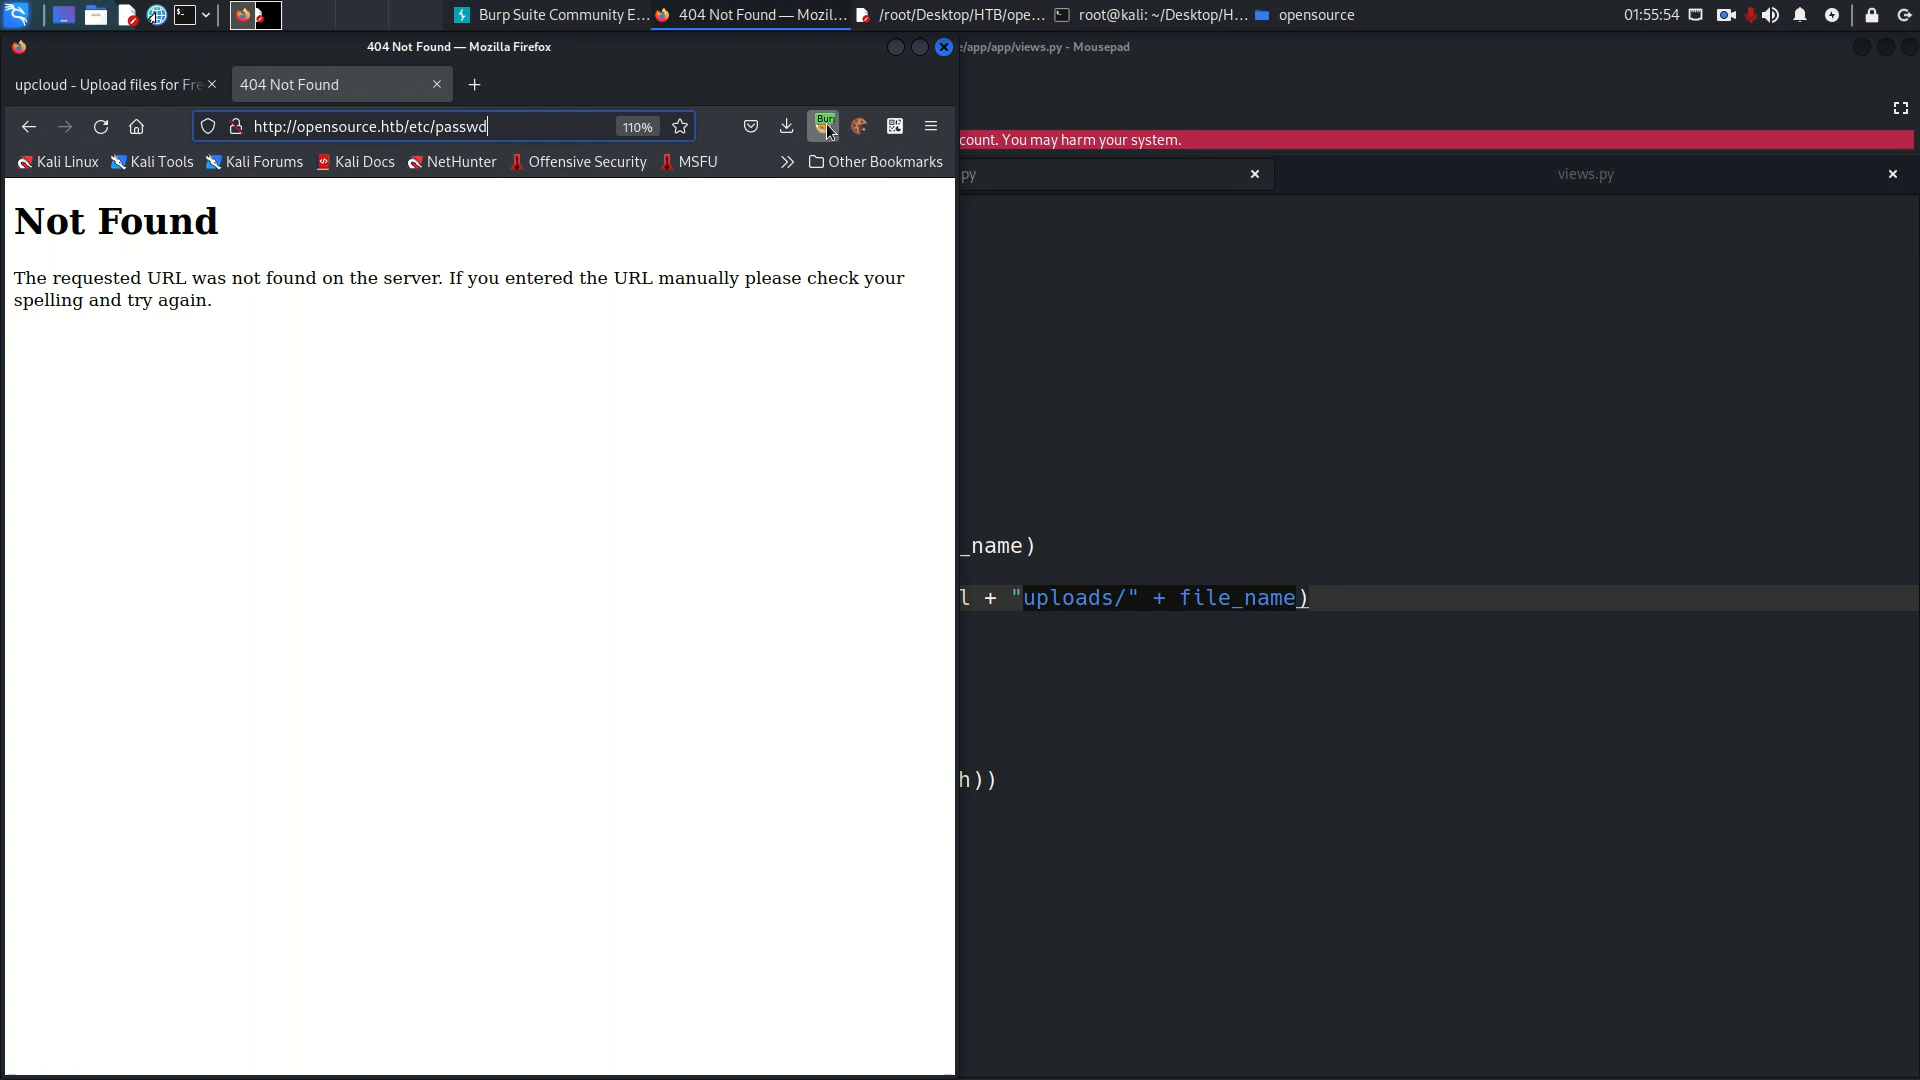 Burp Suite Community E...
404 Not Found — Mozil...
/root/Desktop/HTB/ope...
root@kali: ~/Desktop/H...
opensource
01:55:54
404 Not Found — Mozilla Firefox
e/app/app/views.py - Mousepad
upcloud - Upload files for Fre
404 Not Found
http://opensource.htb/etc/passwd
110%
Burp
count. You may harm your system.
Kali Linux
Kali Tools
Kali Forums
Kali Docs
NetHunter
Offensive Security
MSFU
Other Bookmarks
py
views.py
Not Found
The requested URL was not found on the server. If you entered the URL manually please check your
spelling and try again.
_name)
l + "uploads/" + file_name)
h))